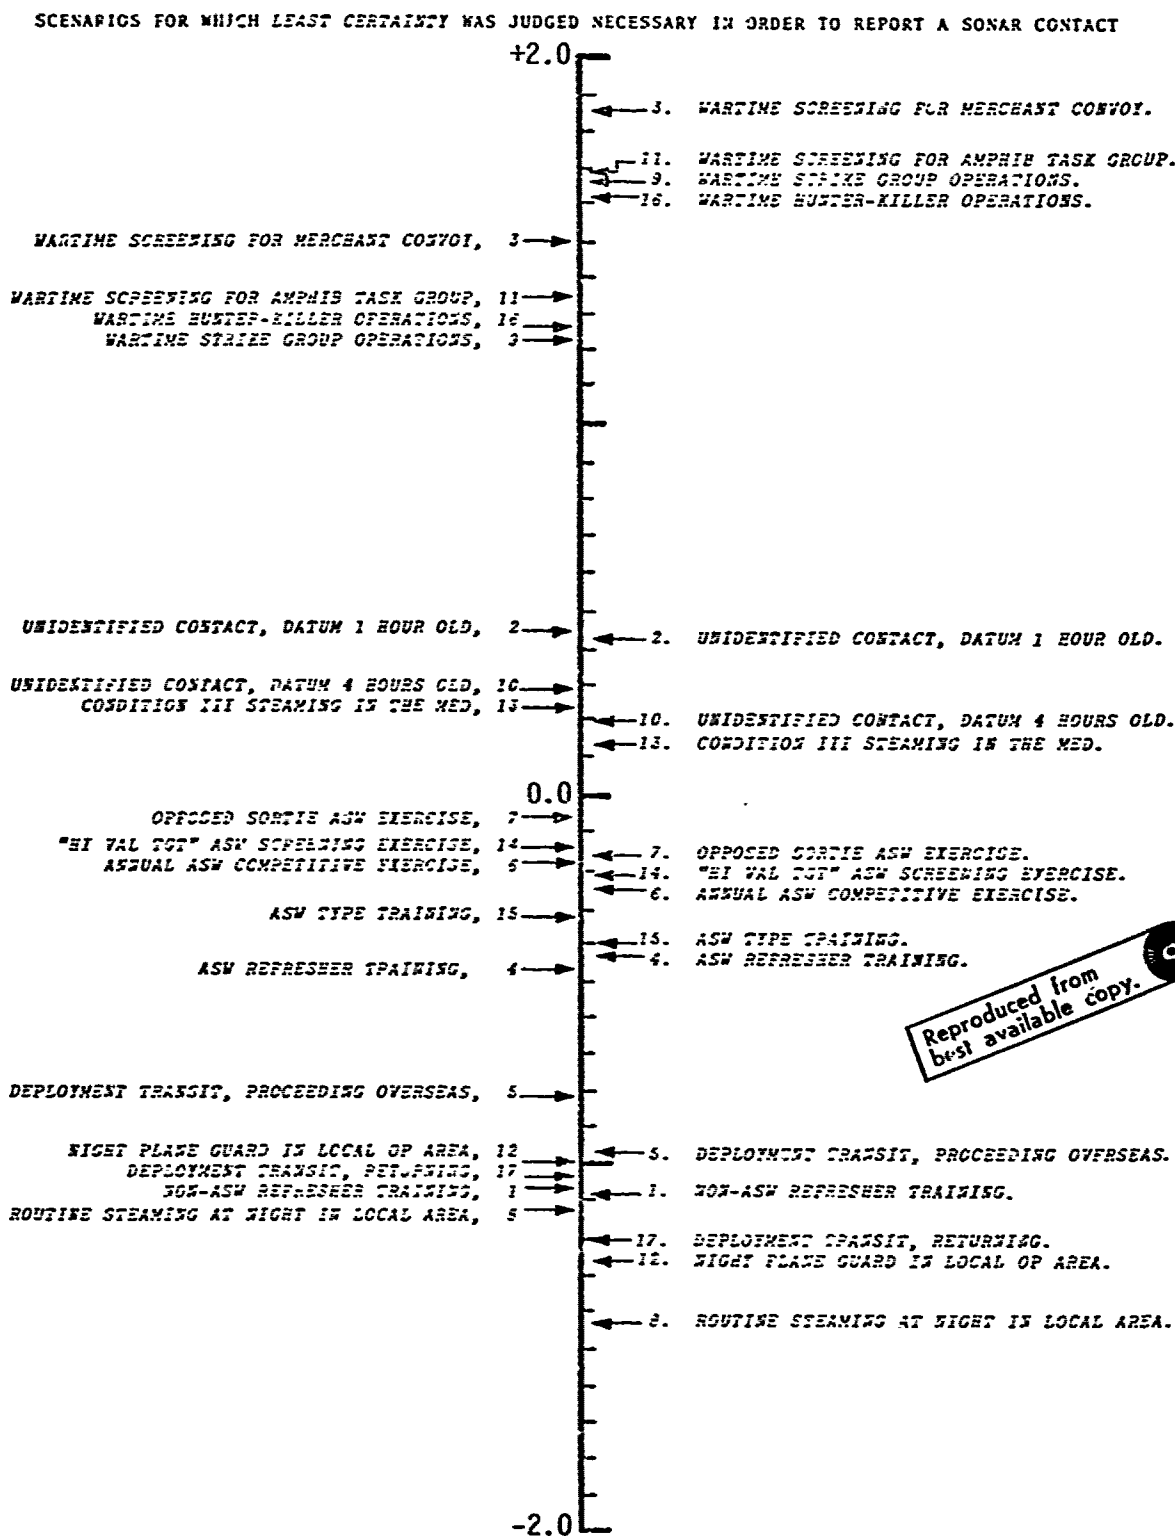 SCENARIOS FOR WHICH LEAST CERTAINTY WAS JUDGED NECESSARY IN ORDER TO REPORT A SONAR CONTACT
+2.0
3. WARTIME SCREENING FOR MERCHANT CONVOY.
11. WARTIME SCREENING FOR AMPHIB TASK GROUP.
9. WARTIME STRIKE GROUP OPERATIONS.
16. WARTIME HUNTER-KILLER OPERATIONS.
WARTIME SCREENING FOR MERCHANT CONVOY, 3
WARTIME SCREENING FOR AMPHIB TASK GROUP, 11
WARTIME HUNTER-KILLER OPERATIONS, 16
WARTIME STRIKE GROUP OPERATIONS, 9
UNIDENTIFIED CONTACT, DATUM 1 HOUR OLD, 2
2. UNIDENTIFIED CONTACT, DATUM 1 HOUR OLD.
UNIDENTIFIED CONTACT, DATUM 4 HOURS OLD, 10
CONDITION III STEAMING IN THE MED, 13
10. UNIDENTIFIED CONTACT, DATUM 4 HOURS OLD.
13. CONDITION III STEAMING IN THE MED.
0.0
OPPOSED SORTIE ASW EXERCISE, 7
"HI VAL TGT" ASW SCREENING EXERCISE, 14
ANNUAL ASW COMPETITIVE EXERCISE, 6
7. OPPOSED SORTIE ASW EXERCISE.
14. "HI VAL TGT" ASW SCREENING EXERCISE.
6. ANNUAL ASW COMPETITIVE EXERCISE.
ASW TYPE TRAINING, 15
15. ASW TYPE TRAINING.
4. ASW REFRESHER TRAINING.
ASW REFRESHER TRAINING, 4
Reproduced from
best available copy.
DEPLOYMENT TRANSIT, PROCEEDING OVERSEAS, 5
NIGHT PLANE GUARD IN LOCAL OP AREA, 12
5. DEPLOYMENT TRANSIT, PROCEEDING OVERSEAS.
DEPLOYMENT TRANSIT, RETURNING, 17
NON-ASW REFRESHER TRAINING, 1
1. NON-ASW REFRESHER TRAINING.
ROUTINE STEAMING AT NIGHT IN LOCAL AREA,
17. DEPLOYMENT TRANSIT, RETURNING.
12. NIGHT PLANE GUARD IN LOCAL OP AREA.
8. ROUTINE STEAMING AT NIGHT IN LOCAL AREA.
-2.0